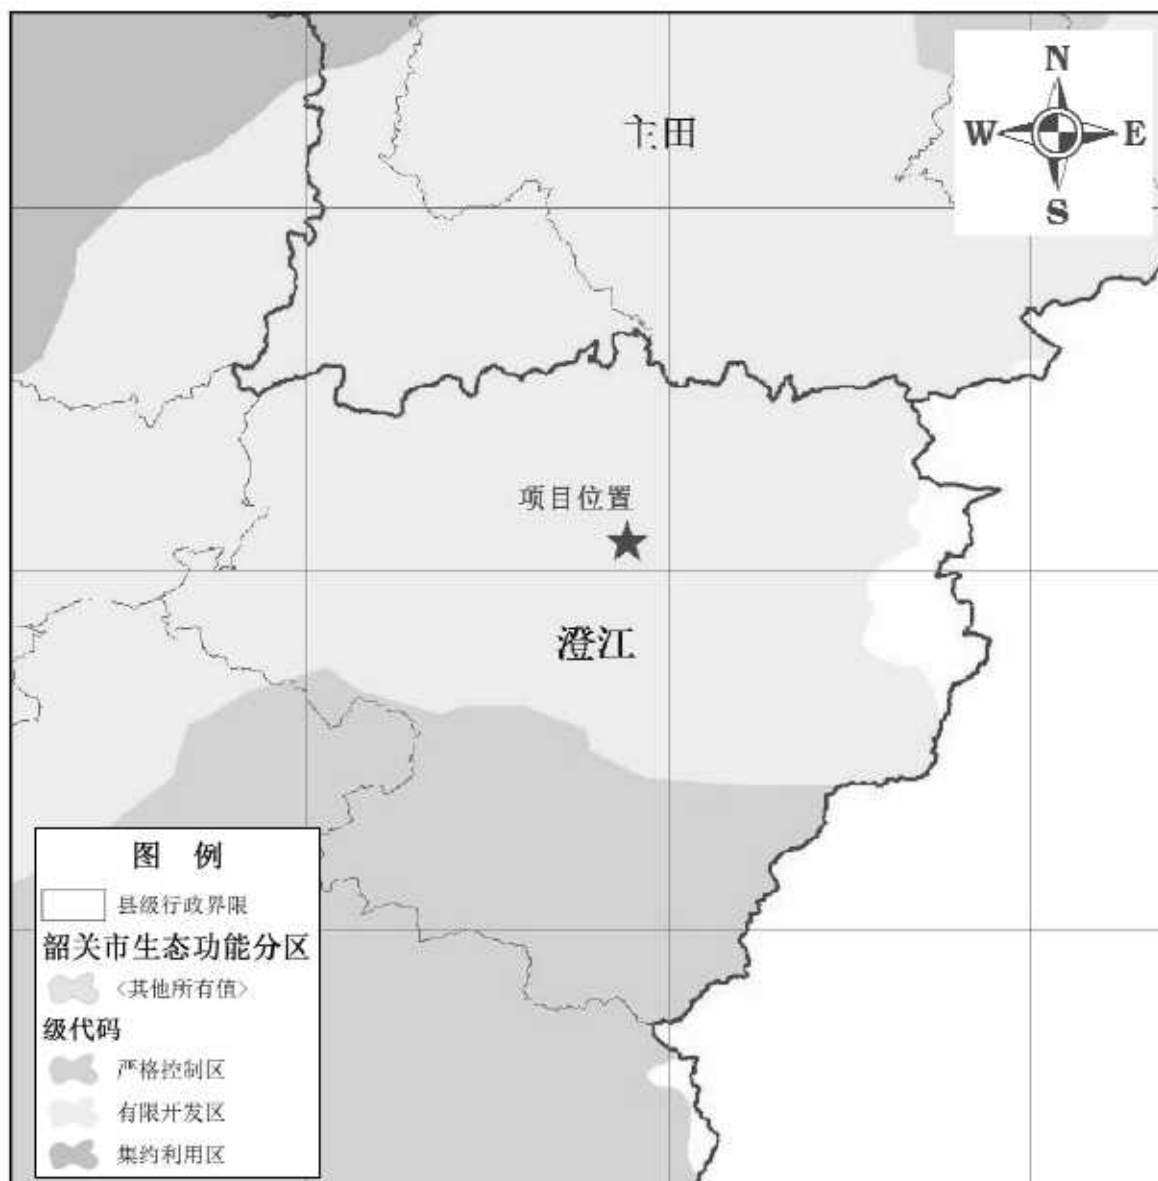 主田
N
W E
S
项目位置
澄江
图 例
县级行政界限
韶关市生态功能分区
<其他所有值>
级代码
严格控制区
有限开发区
集约利用区